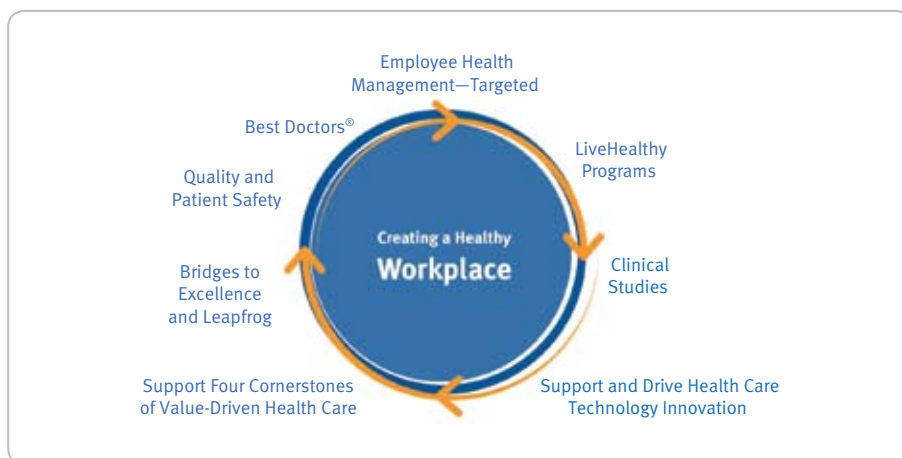 Employee Health
Management—Targeted
LiveHealthy
Programs
Clinical
Studies
Support and Drive Health Care
Technology Innovation
Support Four Cornerstones
of Value-Driven Health Care
Bridges to
Excellence
and Leapfrog
Quality and
Patient Safety
Best Doctors®
Creating a Healthy
Workplace